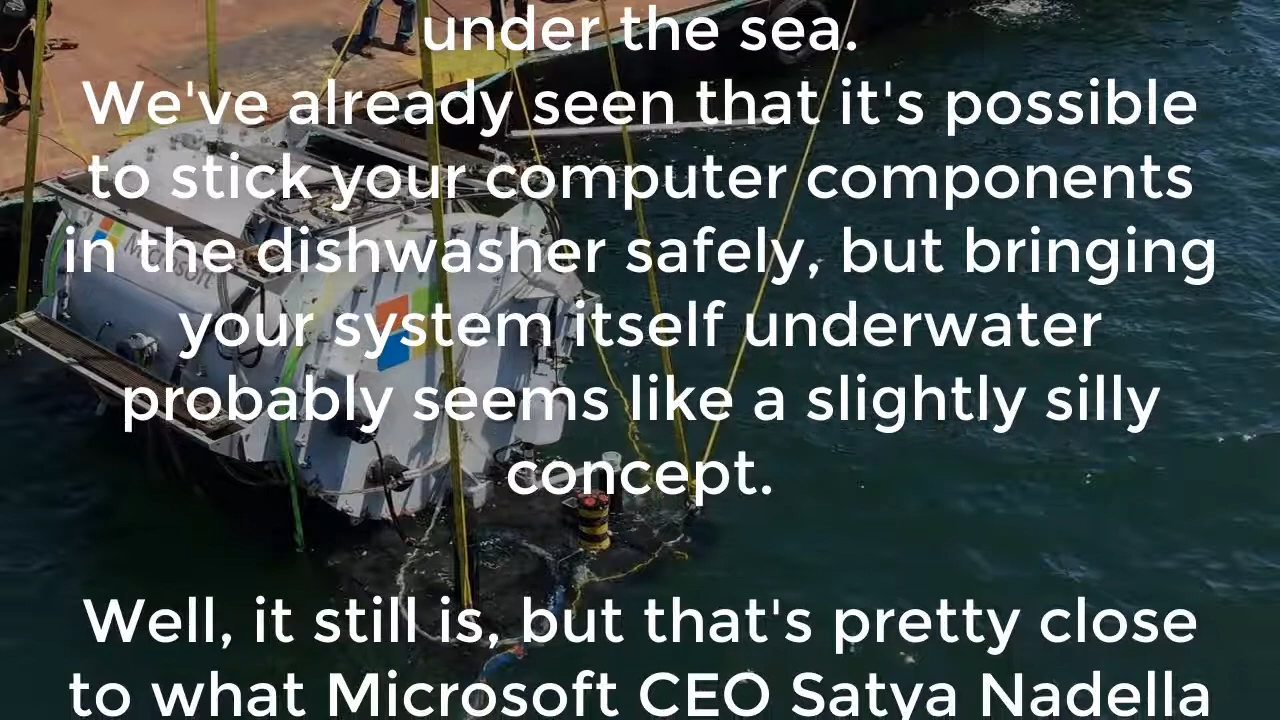 under the sea.
We've already seen that it's possible
to stick your computer components
in the dishwasher safely, but bringing
your system itself underwater
probably seems like a slightly silly
concept.
Well, it still is, but that's pretty close
to what Microsoft CEO Satya Nadella
Microsoft